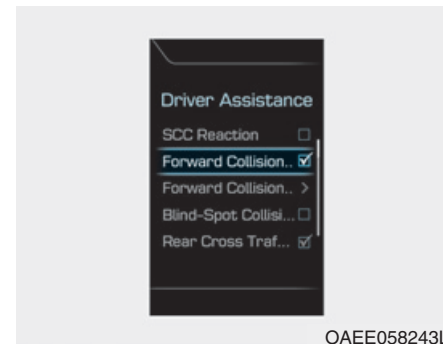 Driver Assistance
SCC Reaction
Forward Collision..
Forward Collision.. >
Blind-Spot Collisi...
Rear Cross Traf...
OAEE058243L